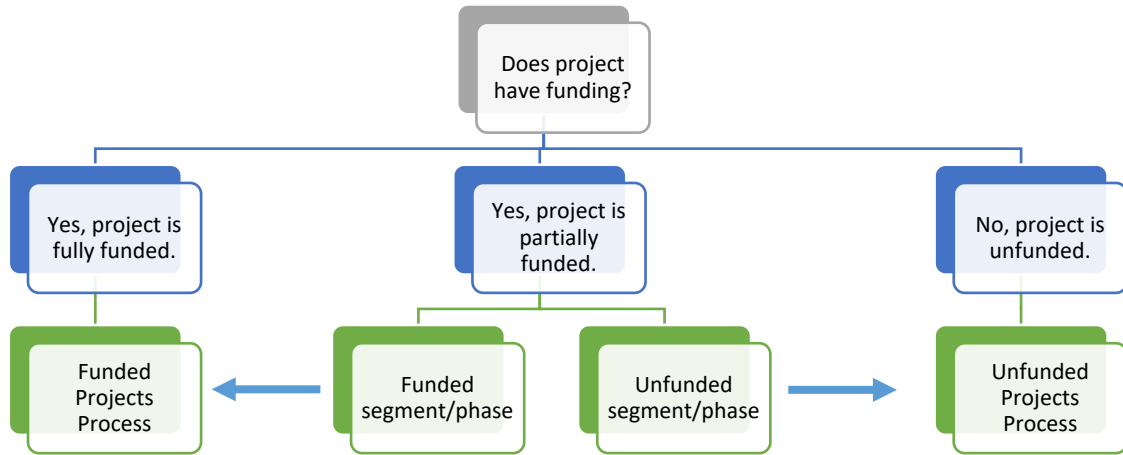 Does project
have funding?
Yes, project is
fully funded.
Yes, project is
partially
funded.
No, project is
unfunded.
Funded
Projects
Process
Funded
segment/phase
Unfunded
segment/phase
Unfunded
Projects
Process